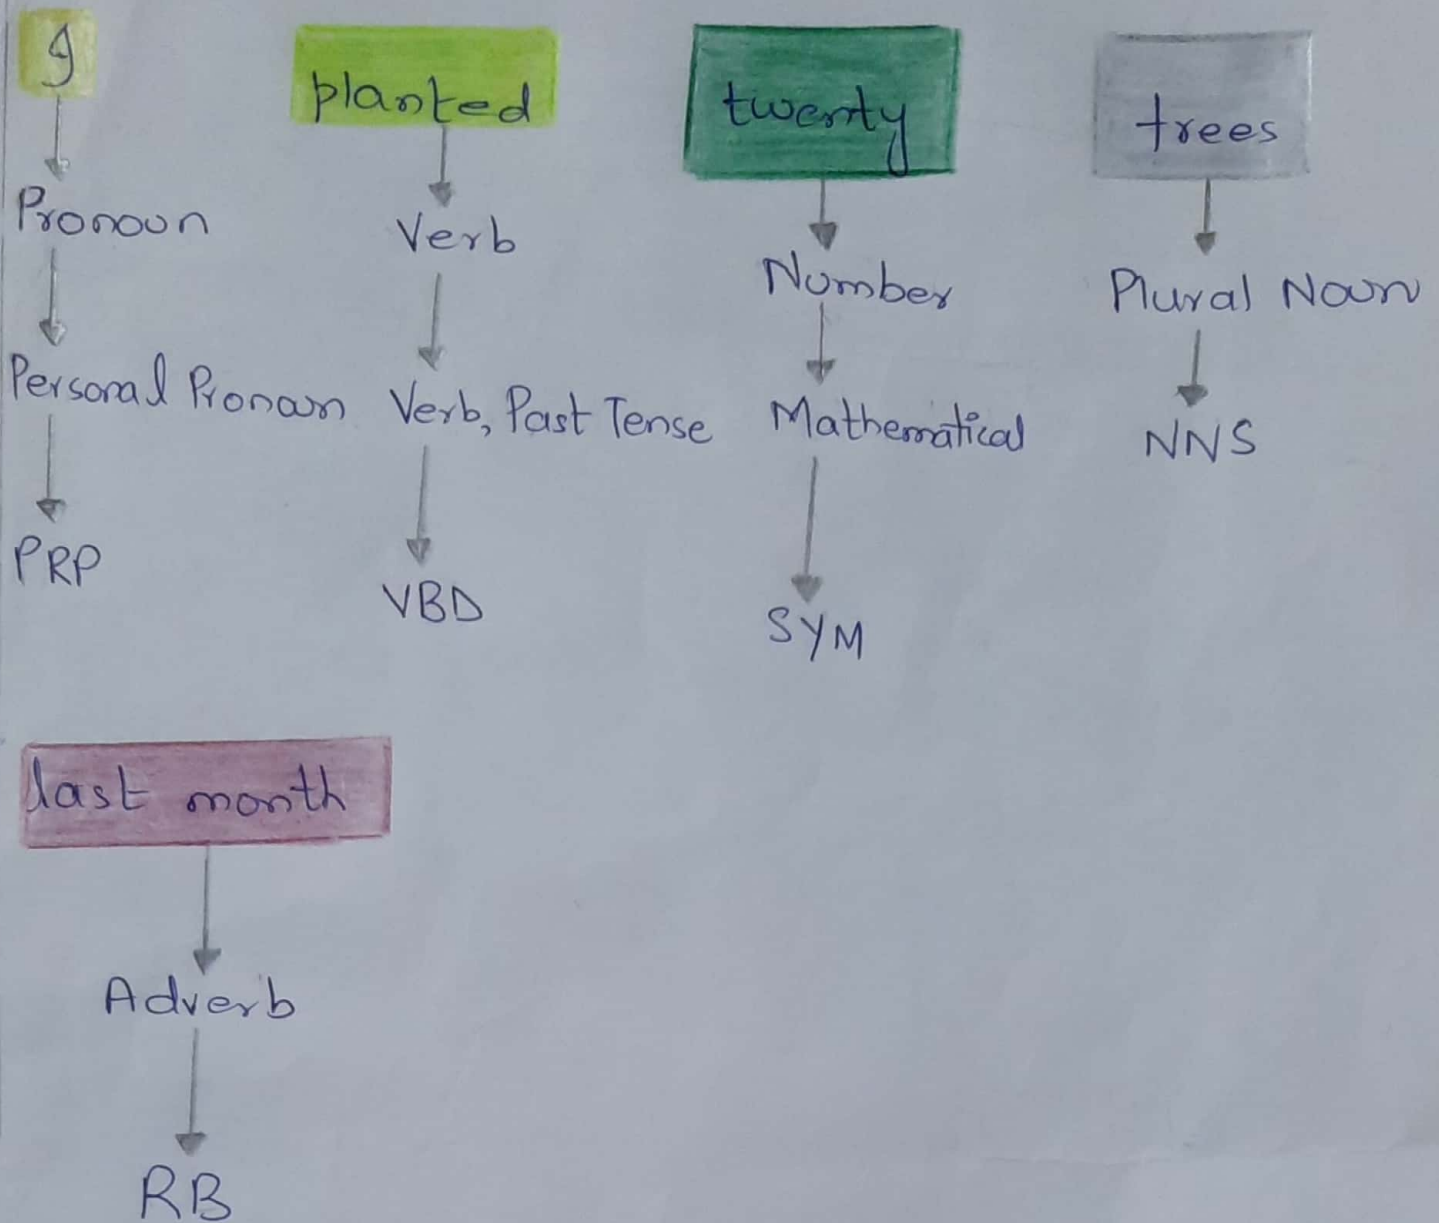 I
planted
twenty
trees
Pronoun
Verb
Number
Plural Noun
Personal Pronoun
Verb, Past Tense
Mathematical
NNS
PRP
VBD
SYM
last month
Adverb
RB